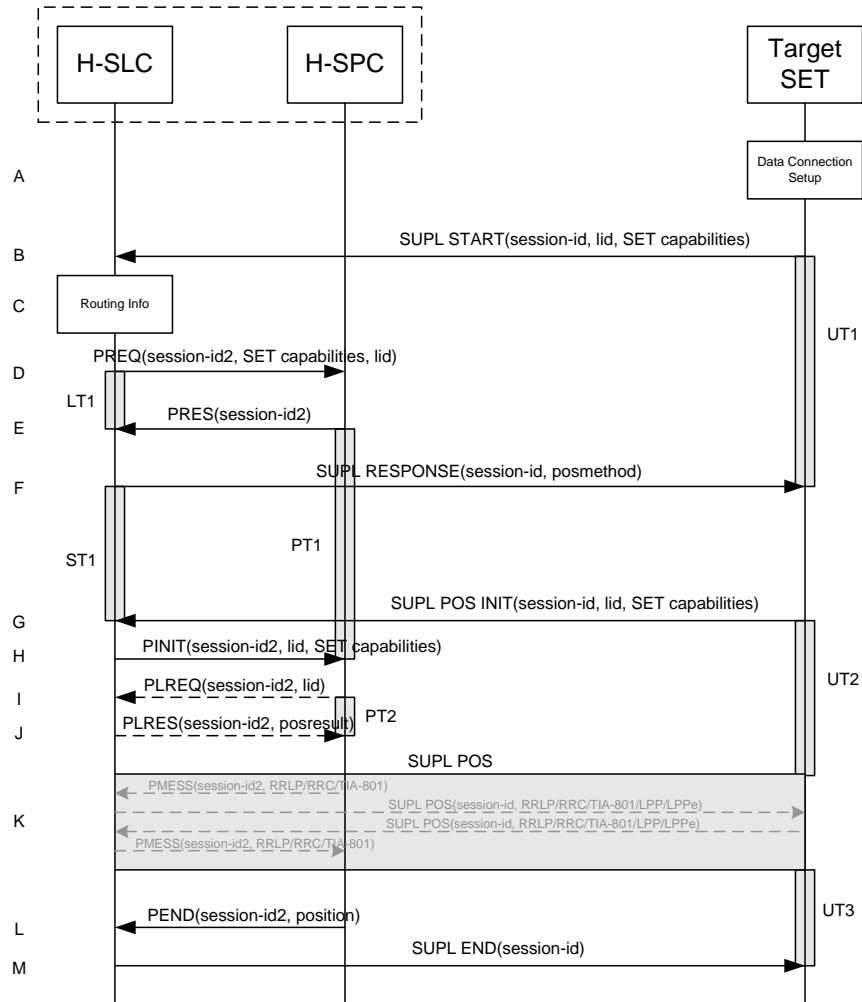 H-SLC
H-SPC
Target
SET
A
Data Connection
Setup
B
SUPL START(session-id, lid, SET capabilities)
C
Routing Info
UT1
D
PREQ(session-id2, SET capabilities, lid)
LT1
E
PRES(session-id2)
F
SUPL RESPONSE(session-id, posmethod)
ST1
PT1
G
SUPL POS INIT(session-id, lid, SET capabilities)
H
PINIT(session-id2, lid, SET capabilities)
UT2
I
PLREQ(session-id2, lid)
PT2
J
PLRES(session-id2, posresult)
SUPL POS
PMESS(session-id2, RRLP/RRC/TIA-801)
SUPL POS(session-id, RRLP/RRC/TIA-801/LPP/LPPe)
K
SUPL POS(session-id, RRLP/RRC/TIA-801/LPP/LPPe)
PMESS(session-id2, RRLP/RRC/TIA-801)
UT3
L
PEND(session-id2, position)
M
SUPL END(session-id)